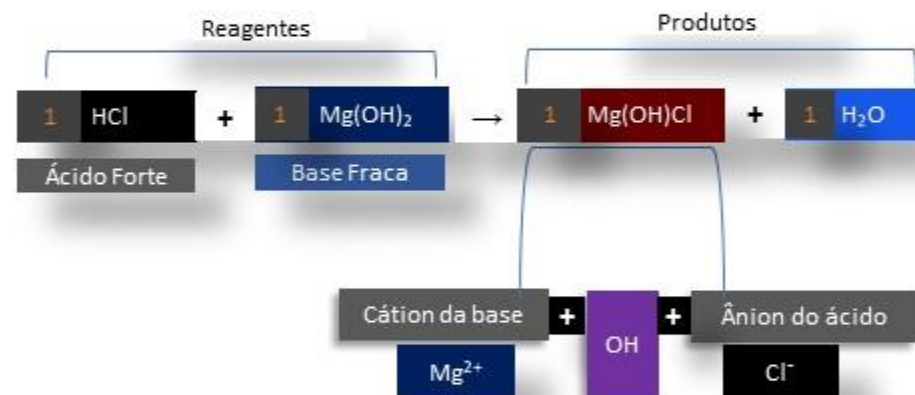 Reagentes Produtos
1 HCl + 1 Mg(OH)₂ → 1 Mg(OH)Cl + 1 H₂O
Ácido Forte Base Fraca
Cátion da base + OH + Ânion do ácido
Mg²⁺ Cl⁻